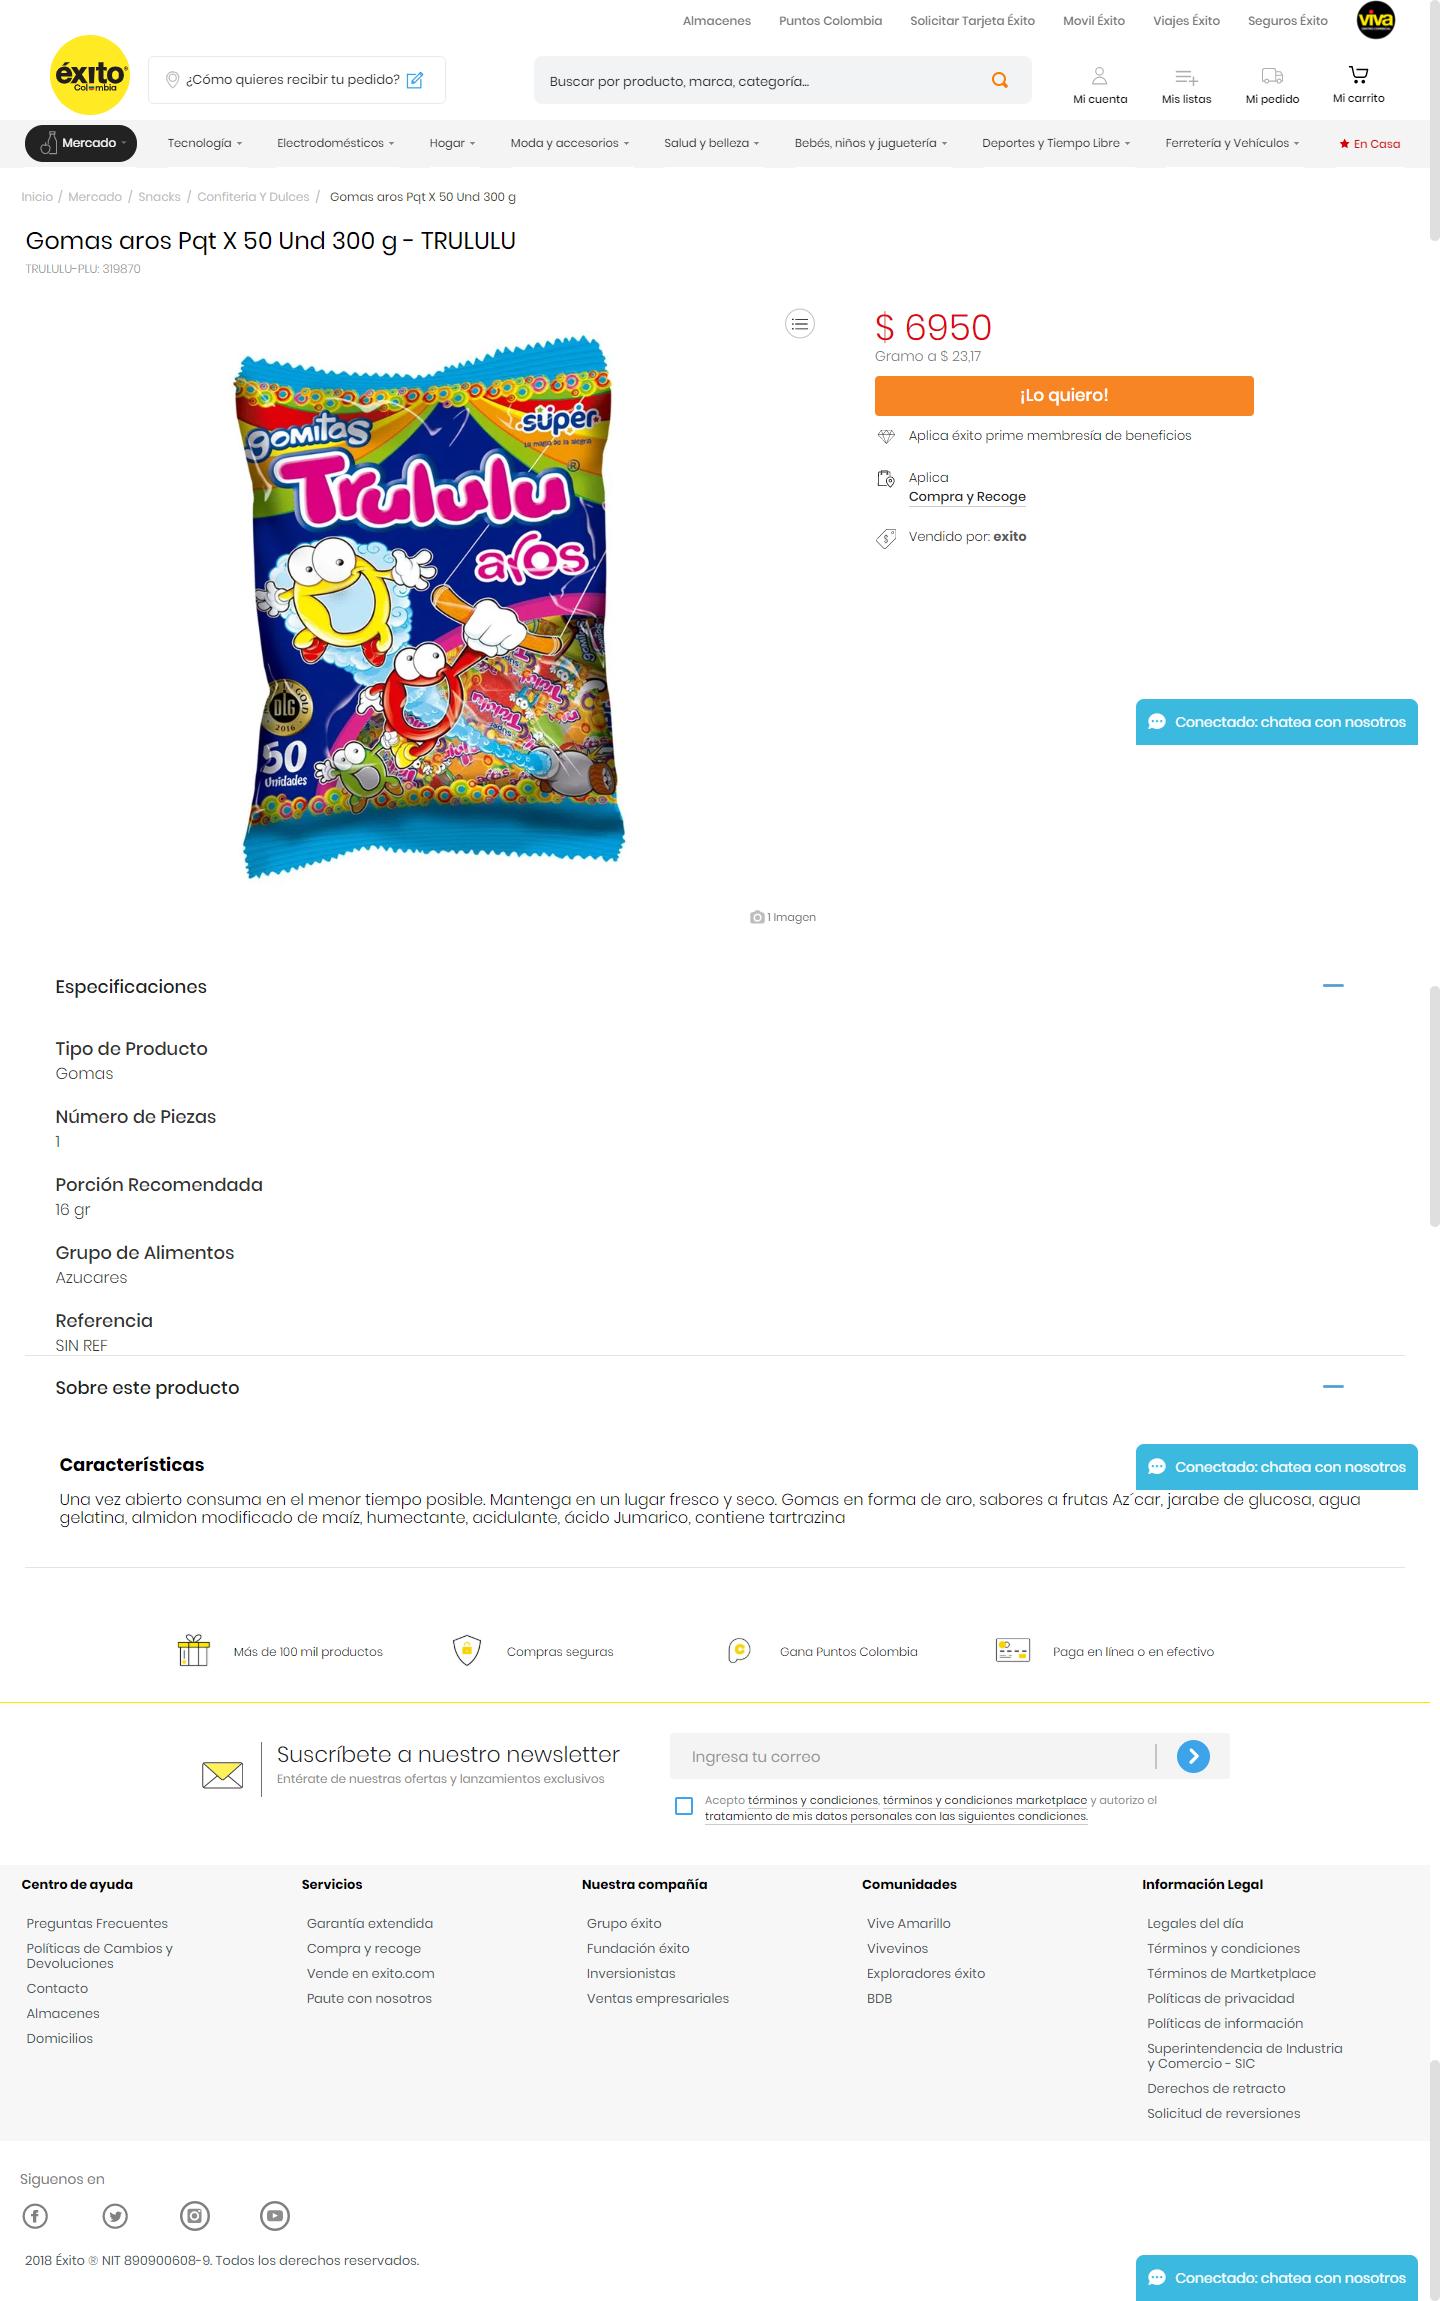 Almacenes Puntos Colombia Solicitar Tarjeta Éxito Movil Éxito Viajes Éxito Seguros Éxito viva
éxito
Colombia
¿Cómo quieres recibir tu pedido?
Buscar por producto, marca, categoría...
Mi cuenta Mis listas Mi pedido Mi carrito
Mercado Tecnología Electrodomésticos Hogar Moda y accesorios Salud y belleza Bebés, niños y juguetería Deportes y Tiempo Libre Ferretería y Vehículos En Casa
Inicio / Mercado / Snacks / Confiteria Y Dulces / Gomas aros Pqt X 50 Und 300 g
Gomas aros Pqt X 50 Und 300 g - TRULULU
TRULULU-PLU: 319870
gomitas
süper
La magia de la alegría
Trululu®
aros
DLG
GOLD
2016
50
Unidades
1 Imagen
$ 6950
Gramo a $ 23,17
¡Lo quiero!
Aplica éxito prime membresía de beneficios
Aplica
Compra y Recoge
Vendido por: exito
Conectado: chatea con nosotros
Especificaciones
Tipo de Producto
Gomas
Número de Piezas
1
Porción Recomendada
16 gr
Grupo de Alimentos
Azucares
Referencia
SIN REF
Sobre este producto
Características
Conectado: chatea con nosotros
Una vez abierto consuma en el menor tiempo posible. Mantenga en un lugar fresco y seco. Gomas en forma de aro, sabores a frutas Az´car, jarabe de glucosa, agua
gelatina, almidon modificado de maíz, humectante, acidulante, ácido Jumarico, contiene tartrazina
Más de 100 mil productos Compras seguras Gana Puntos Colombia Paga en línea o en efectivo
Suscríbete a nuestro newsletter
Entérate de nuestras ofertas y lanzamientos exclusivos
Ingresa tu correo
Acepto términos y condiciones, términos y condiciones marketplace y autorizo el
tratamiento de mis datos personales con las siguientes condiciones.
Centro de ayuda
Preguntas Frecuentes
Políticas de Cambios y
Devoluciones
Contacto
Almacenes
Domicilios
Servicios
Garantía extendida
Compra y recoge
Vende en exito.com
Paute con nosotros
Nuestra compañía
Grupo éxito
Fundación éxito
Inversionistas
Ventas empresariales
Comunidades
Vive Amarillo
Vivevinos
Exploradores éxito
BDB
Información Legal
Legales del día
Términos y condiciones
Términos de Martketplace
Políticas de privacidad
Políticas de información
Superintendencia de Industria
y Comercio - SIC
Derechos de retracto
Solicitud de reversiones
Siguenos en
2018 Éxito ® NIT 890900608-9. Todos los derechos reservados.
Conectado: chatea con nosotros